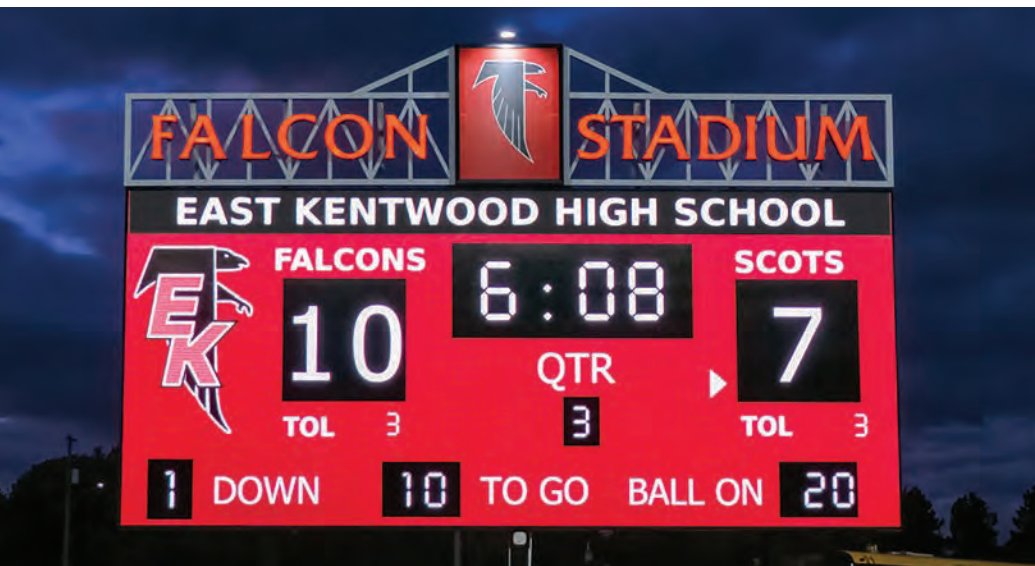 FALCON STADIUM
EAST KENTWOOD HIGH SCHOOL
FALCONS 6:08 SCOTS
EK 10 QTR 7
TOL 3 3 TOL 3
1 DOWN 10 TO GO BALL ON 20